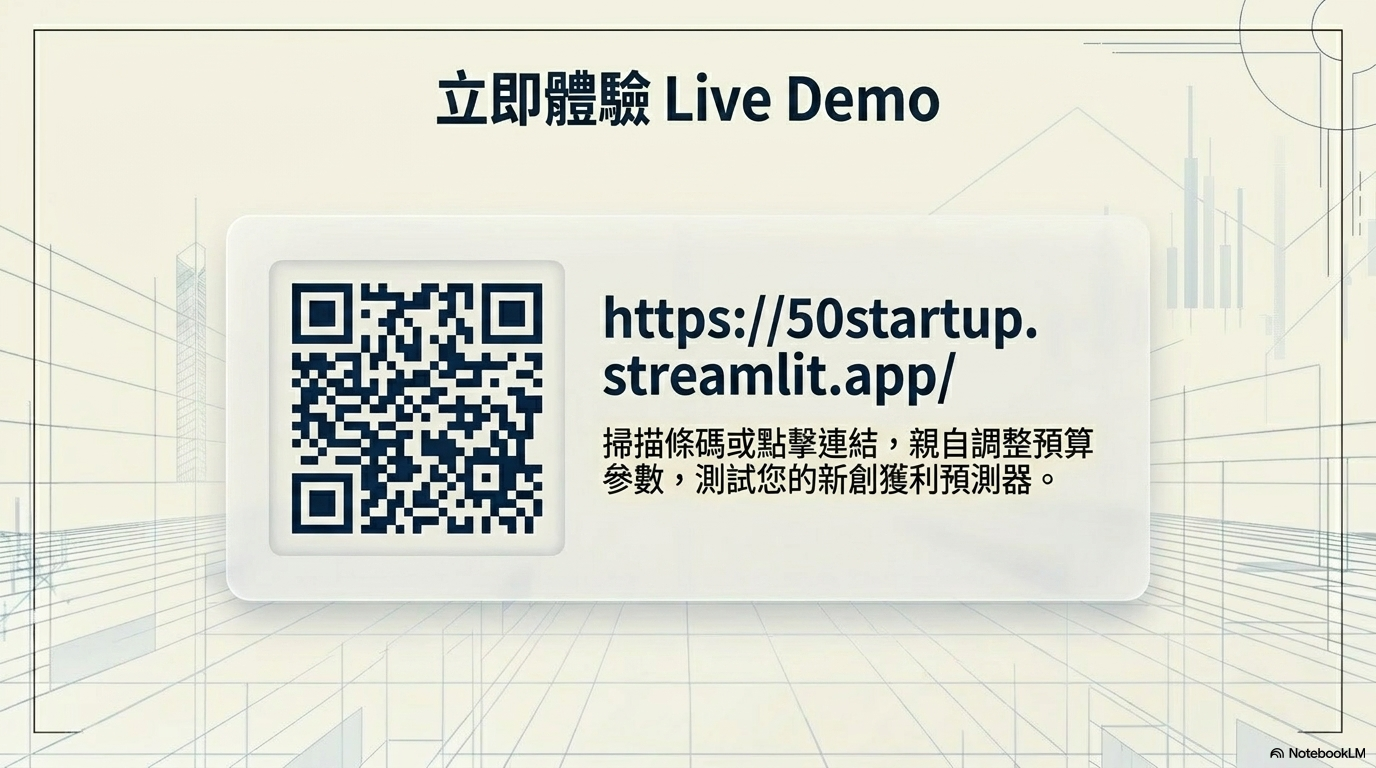 立即體驗 Live Demo
https://50startup.
streamlit.app/
掃描條碼或點擊連結，親自調整預算
參數，測試您的新創獲利預測器。
NotebookLM